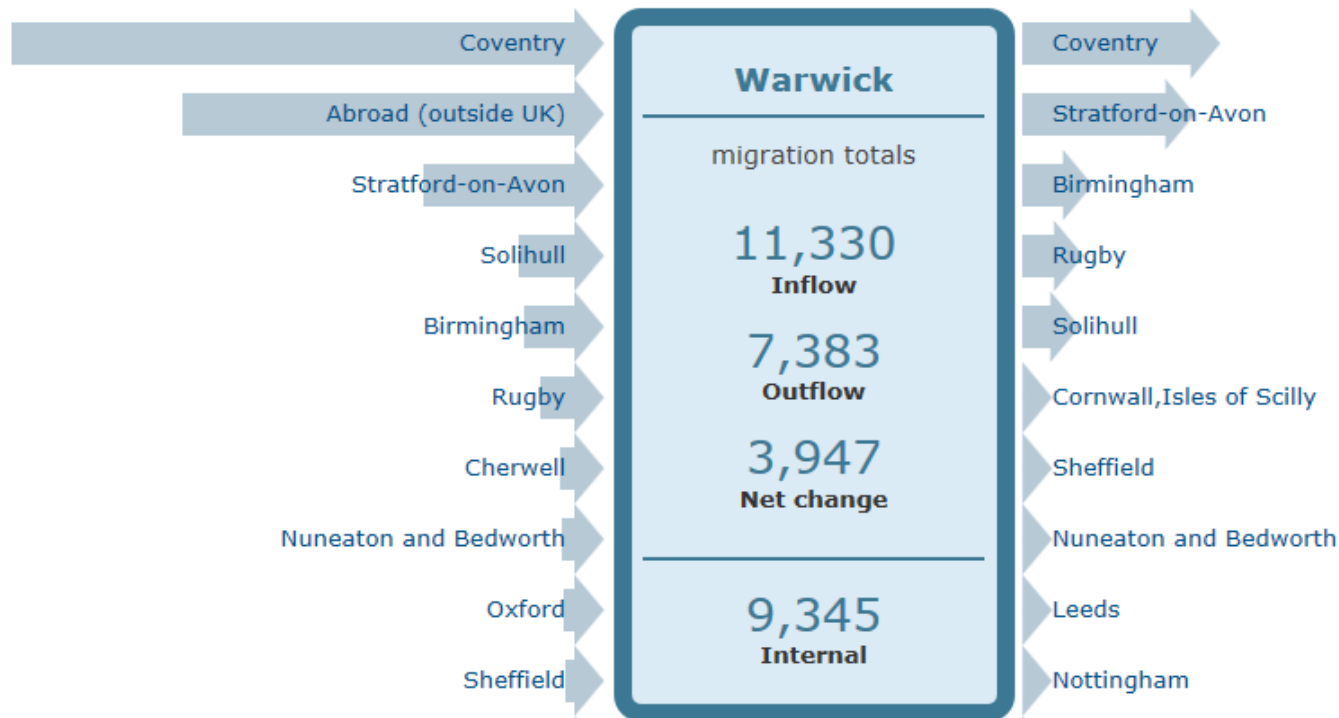 Coventry
Abroad (outside UK)
Stratford-on-Avon
Solihull
Birmingham
Rugby
Cherwell
Nuneaton and Bedworth
Oxford
Sheffield
Warwick
migration totals
11,330
Inflow
7,383
Outflow
3,947
Net change
9,345
Internal
Coventry
Stratford-on-Avon
Birmingham
Rugby
Solihull
Cornwall,Isles of Scilly
Sheffield
Nuneaton and Bedworth
Leeds
Nottingham